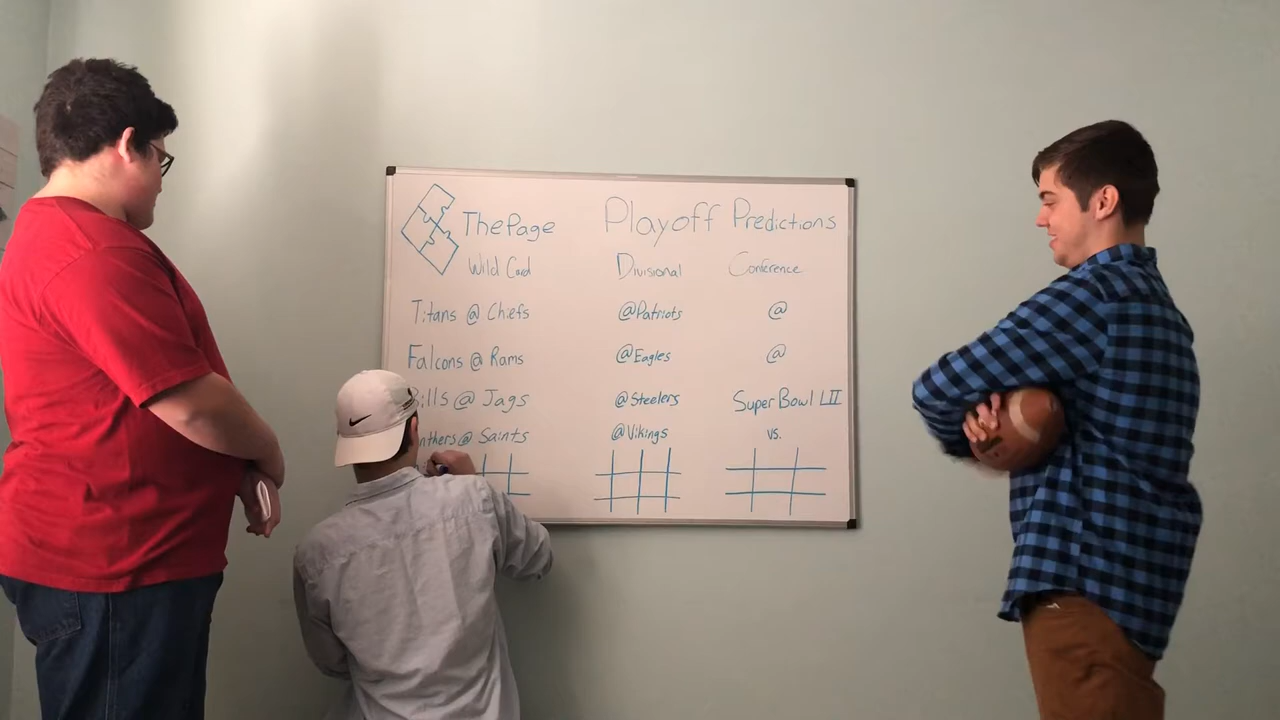 ThePage Playoff Predictions
Wild Card Divisional Conference
Titans @ Chiefs @Patriots @
Falcons @ Rams @Eagles @
Bills @ Jags @Steelers Super Bowl LII
@ Saints @Vikings vs.